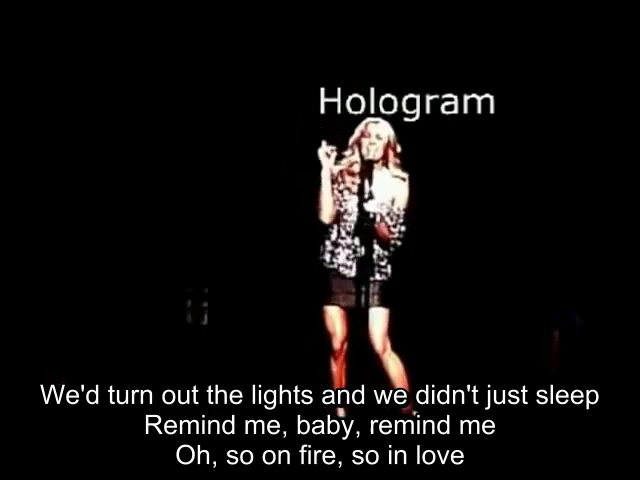 Hologram
We'd turn out the lights and we didn't just sleep
Remind me, baby, remind me
Oh, so on fire, so in love